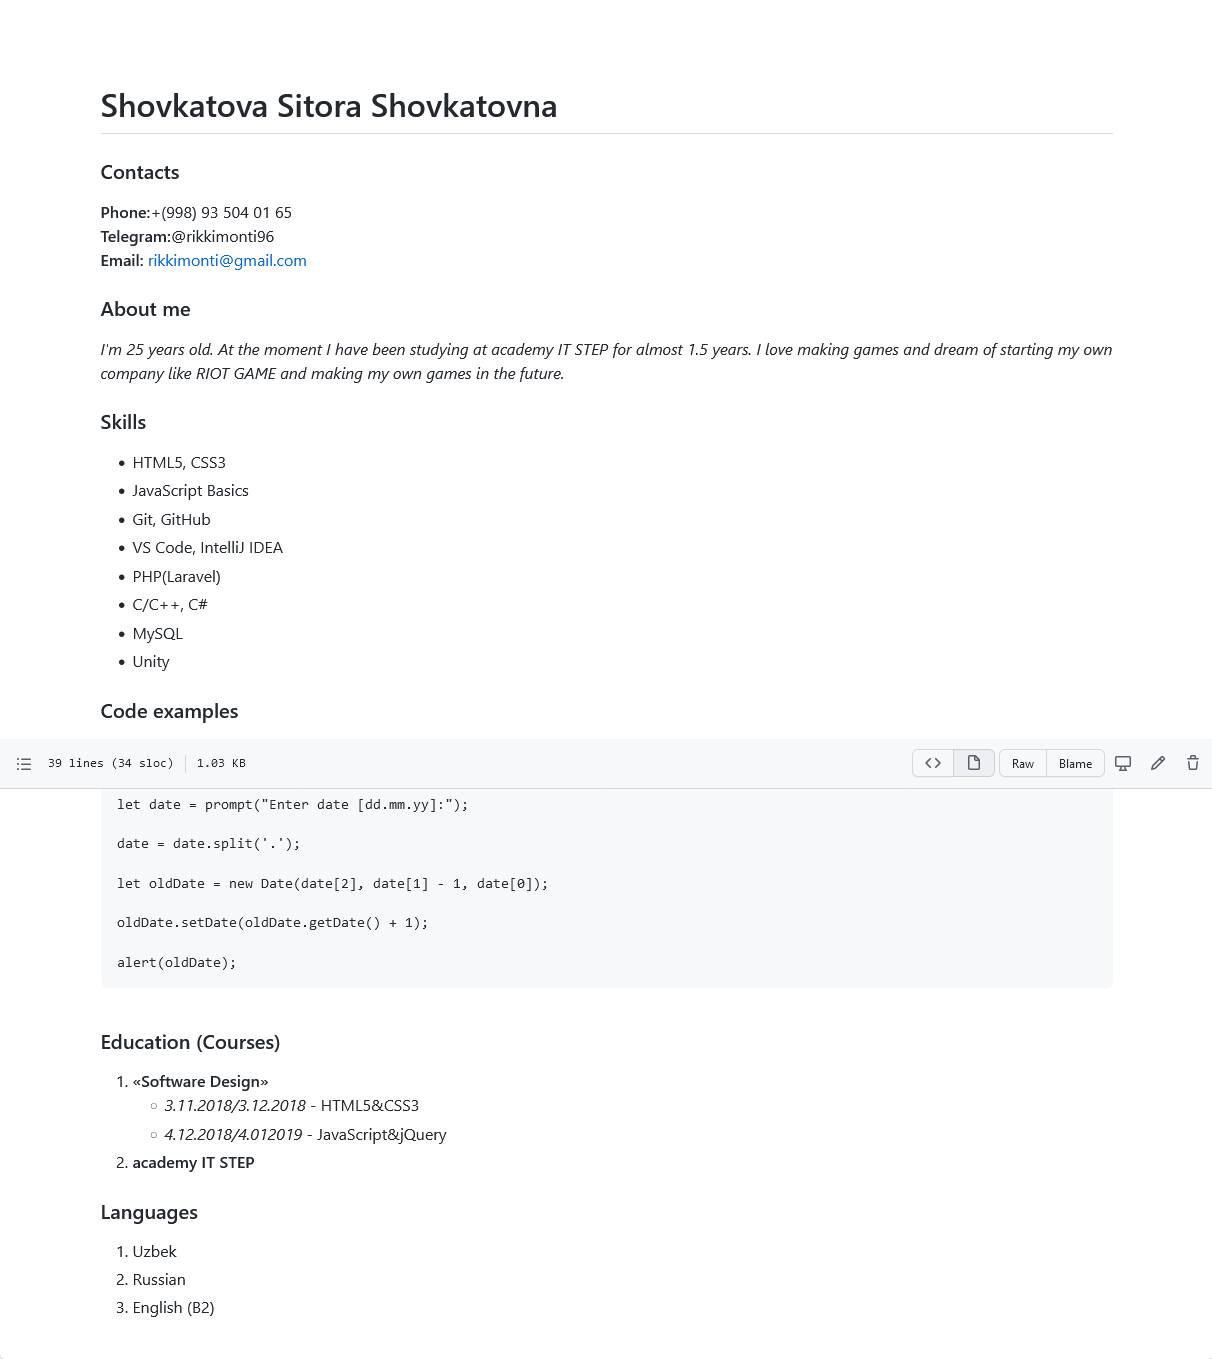 Shovkatova Sitora Shovkatovna
Contacts
Phone:+(998) 93 504 01 65
Telegram:@rikkimonti96
Email: rikkimonti@gmail.com
About me
I'm 25 years old. At the moment I have been studying at academy IT STEP for almost 1.5 years. I love making games and dream of starting my own
company like RIOT GAME and making my own games in the future.
Skills
• HTML5, CSS3
• JavaScript Basics
• Git, GitHub
• VS Code, IntelliJ IDEA
• PHP(Laravel)
• C/C++, C#
• MySQL
• Unity
Code examples
39 lines (34 sloc) 1.03 KB <> Raw Blame
let date = prompt("Enter date [dd.mm.yy]:");
date = date.split('.');
let oldDate = new Date(date[2], date[1] - 1, date[0]);
oldDate.setDate(oldDate.getDate() + 1);
alert(oldDate);
Education (Courses)
1. «Software Design»
○ 3.11.2018/3.12.2018 - HTML5&CSS3
○ 4.12.2018/4.012019 - JavaScript&jQuery
2. academy IT STEP
Languages
1. Uzbek
2. Russian
3. English (B2)